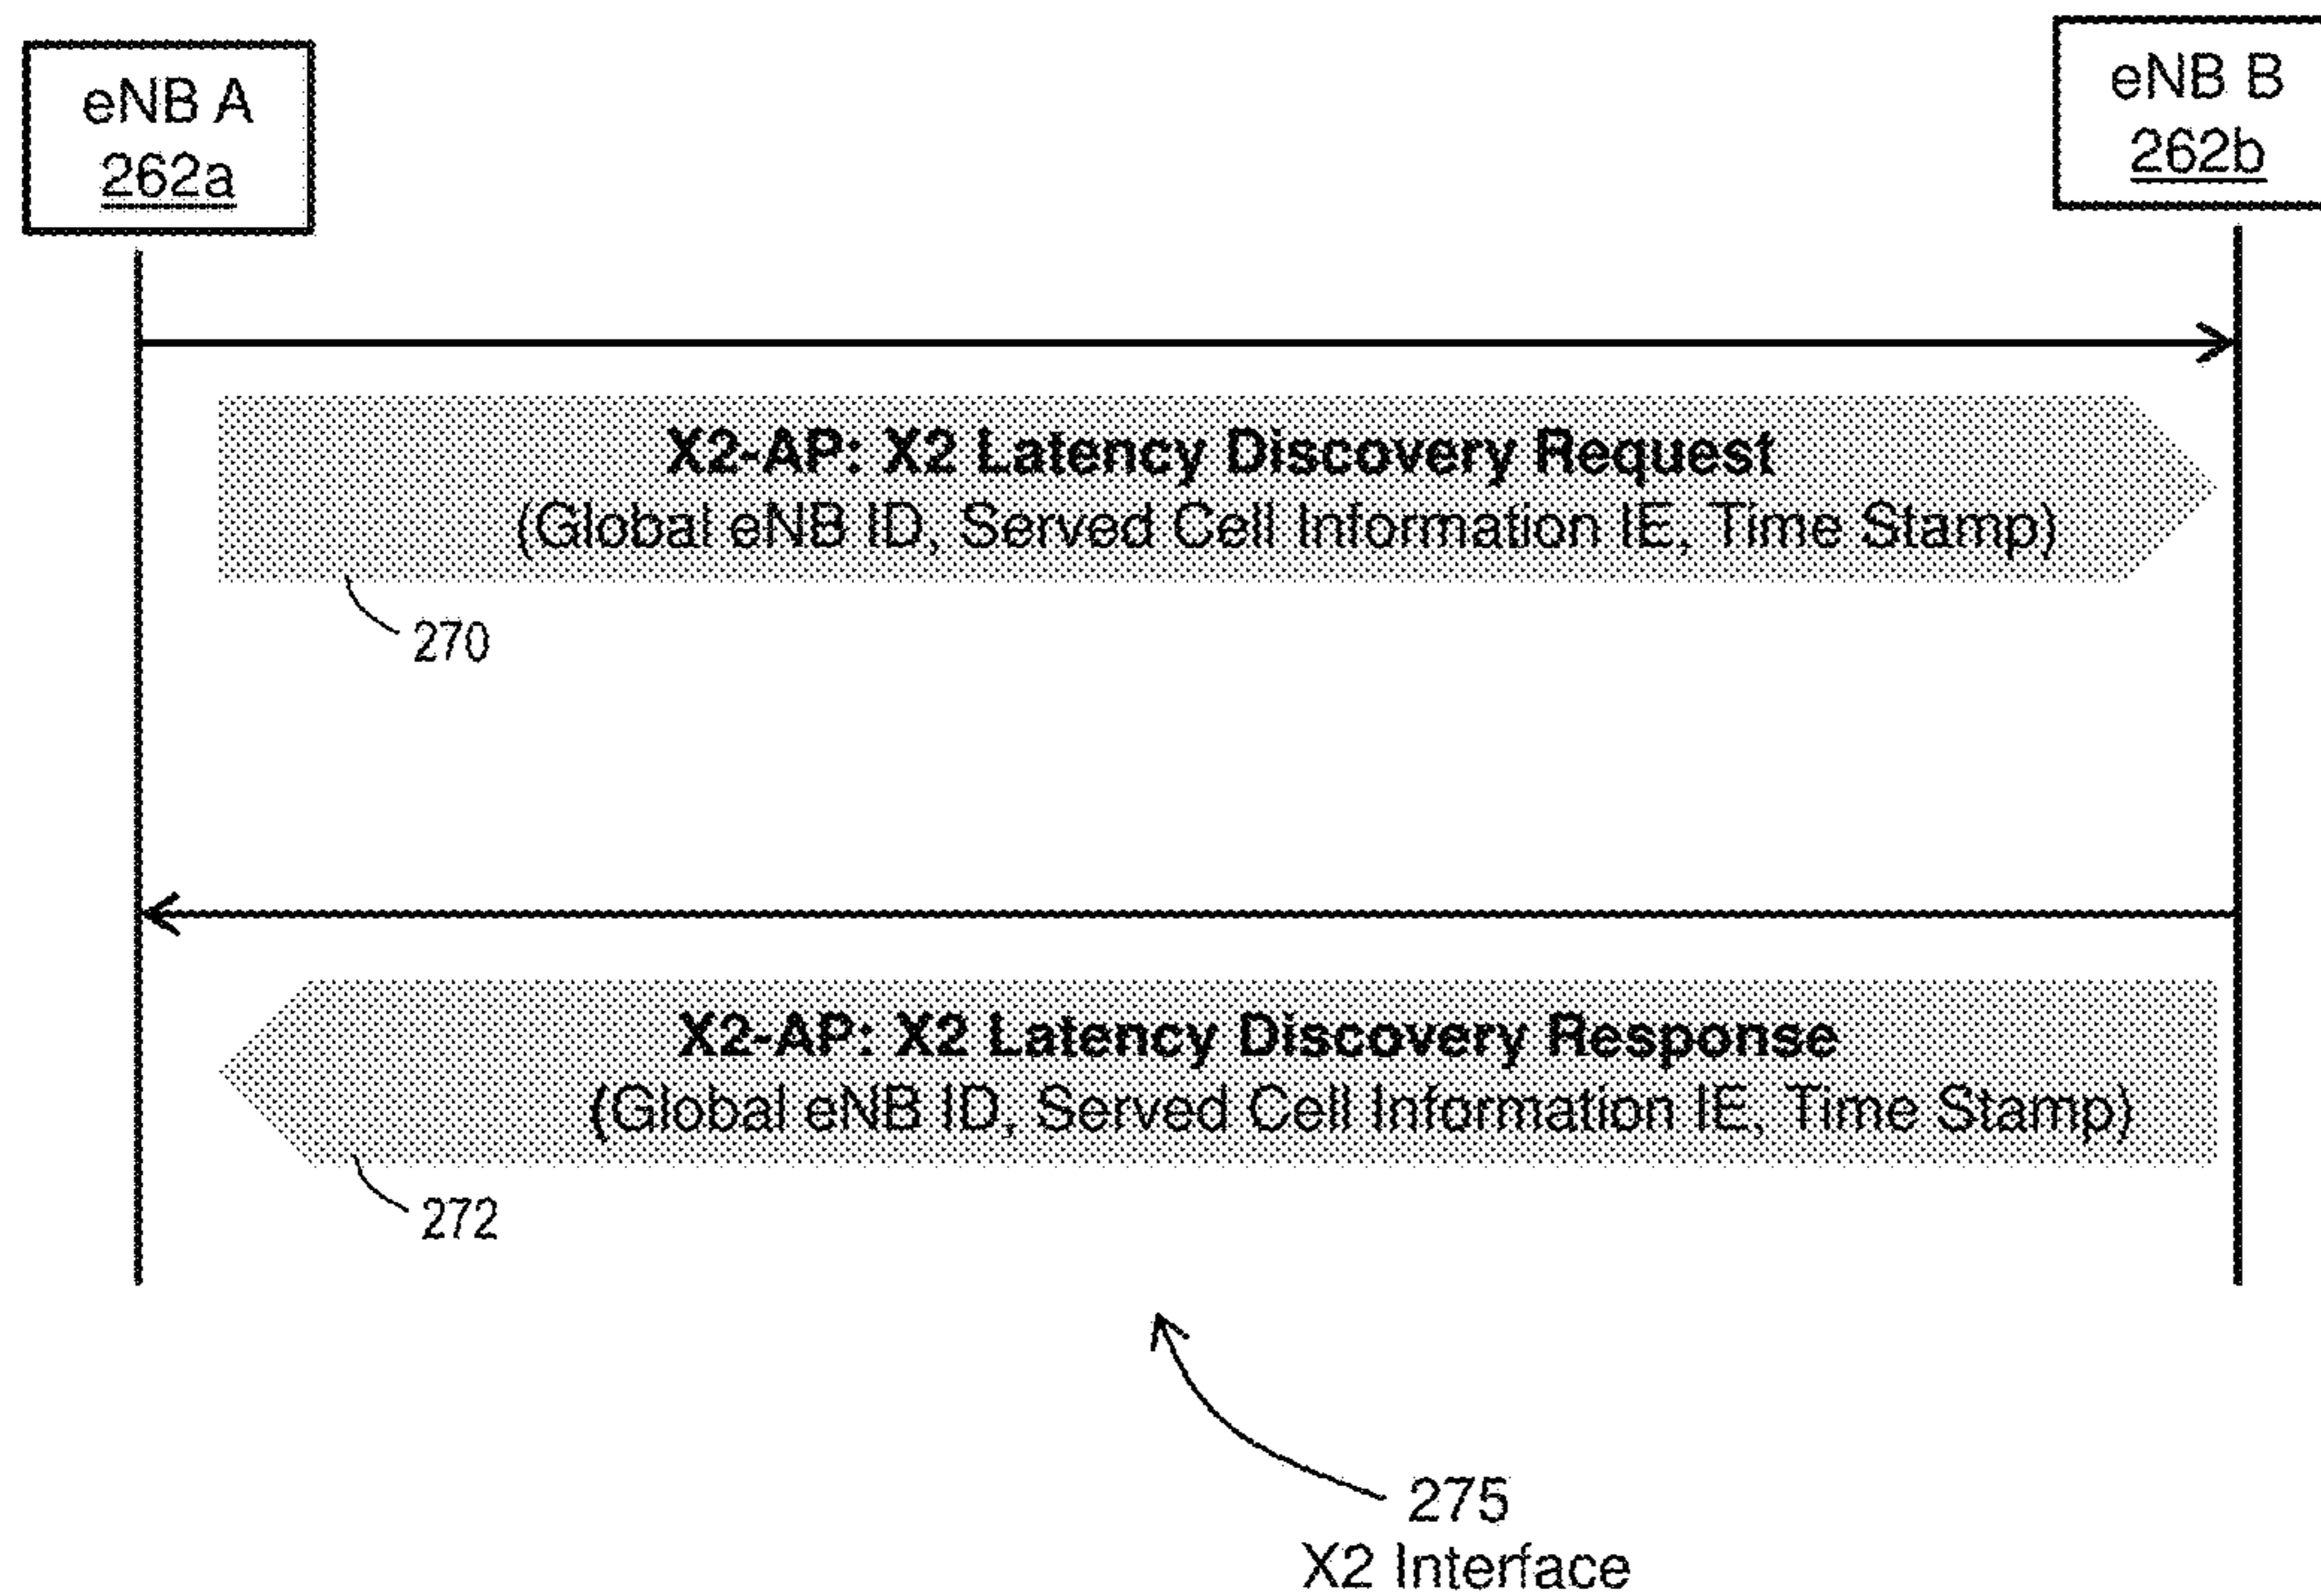 eNB A
262a
eNB B
262b
X2-AP: X2 Latency Discovery Request
(Global eNB ID, Served Cell Information IE, Time Stamp)
270
X2-AP: X2 Latency Discovery Response
(Global eNB ID, Served Cell Information IE, Time Stamp)
272
275
X2 Interface